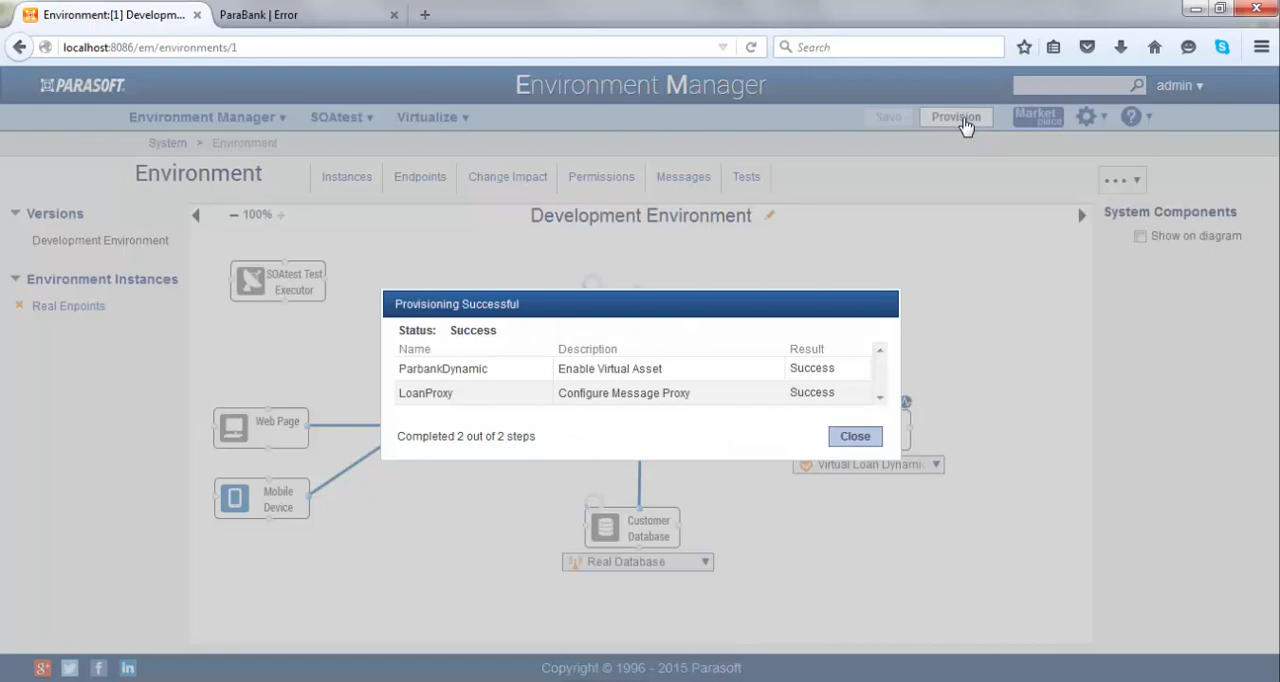 Environment:[1] Developm...
ParaBank | Error
localhost:8086/em/environments/1
Search
PARASOFT
Environment Manager
admin
Environment Manager
SOAtest
Virtualize
Save
Provision
Market
place
System > Environment
Environment
Instances
Endpoints
Change Impact
Permissions
Messages
Tests
Versions
Development Environment
Environment Instances
Real Enpoints
100%
Development Environment
System Components
Show on diagram
SOAtest Test
Executor
Provisioning Successful
Status: Success
Name Description Result
ParbankDynamic Enable Virtual Asset Success
LoanProxy Configure Message Proxy Success
Completed 2 out of 2 steps
Close
Web Page
Virtual Loan Dynami
Mobile
Device
Customer
Database
Real Database
Copyright © 1996 - 2015 Parasoft